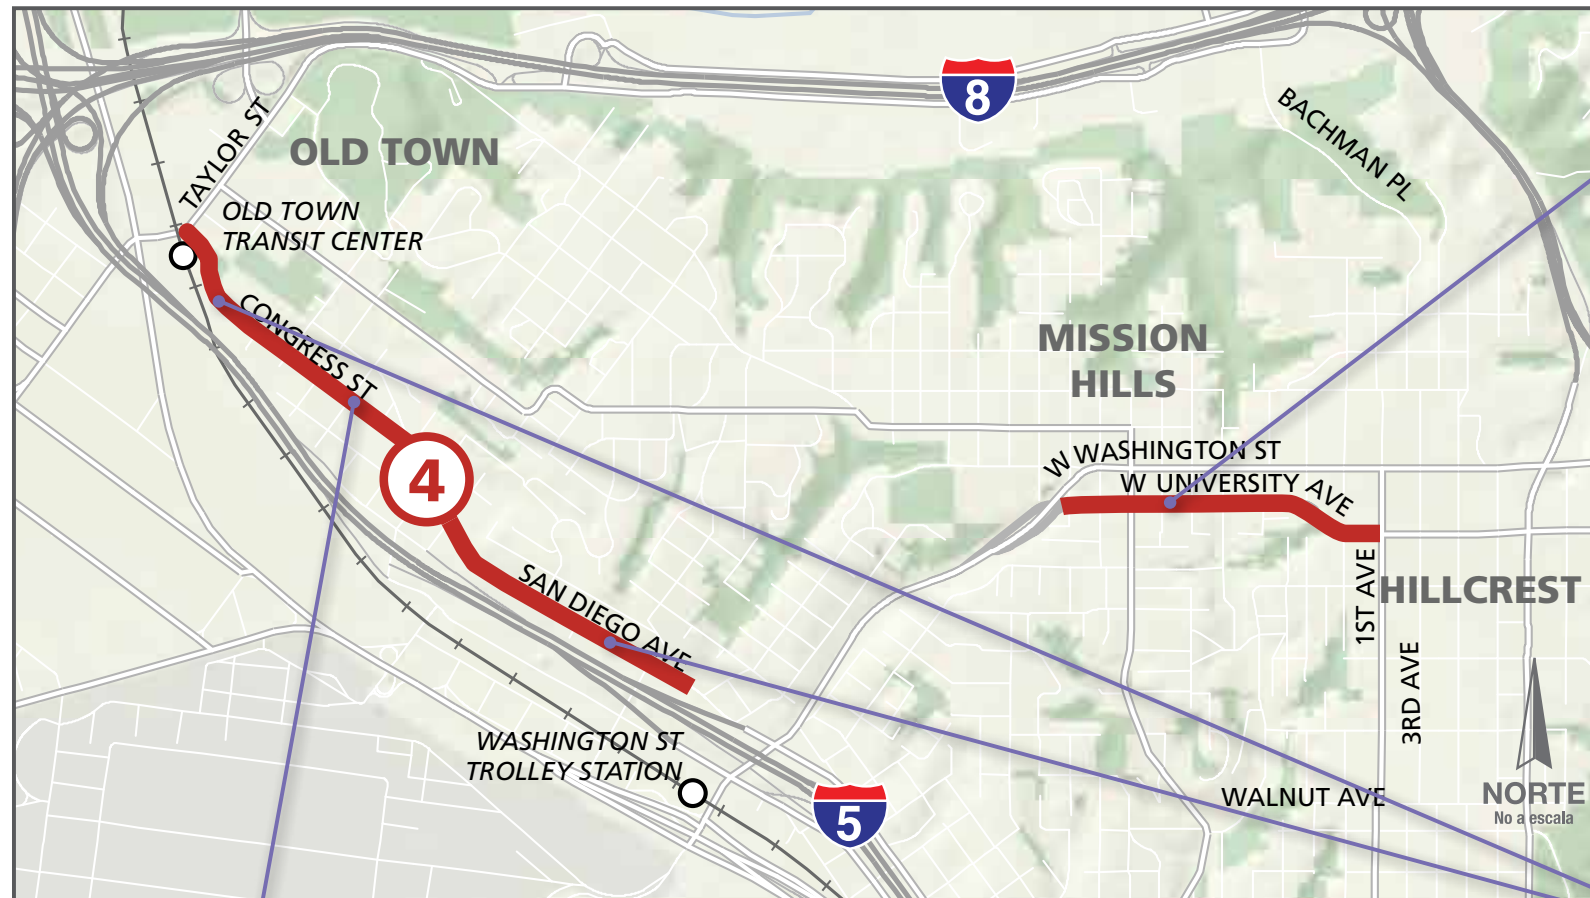 8
BACHMAN PL
TAYLOR ST
OLD TOWN
OLD TOWN
TRANSIT CENTER
CONGRESS ST
MISSION
HILLS
W WASHINGTON ST
W UNIVERSITY AVE
4
SAN DIEGO AVE
1ST AVE
HILLCREST
3RD AVE
WASHINGTON ST
TROLLEY STATION
5
WALNUT AVE
NORTE
No a escala